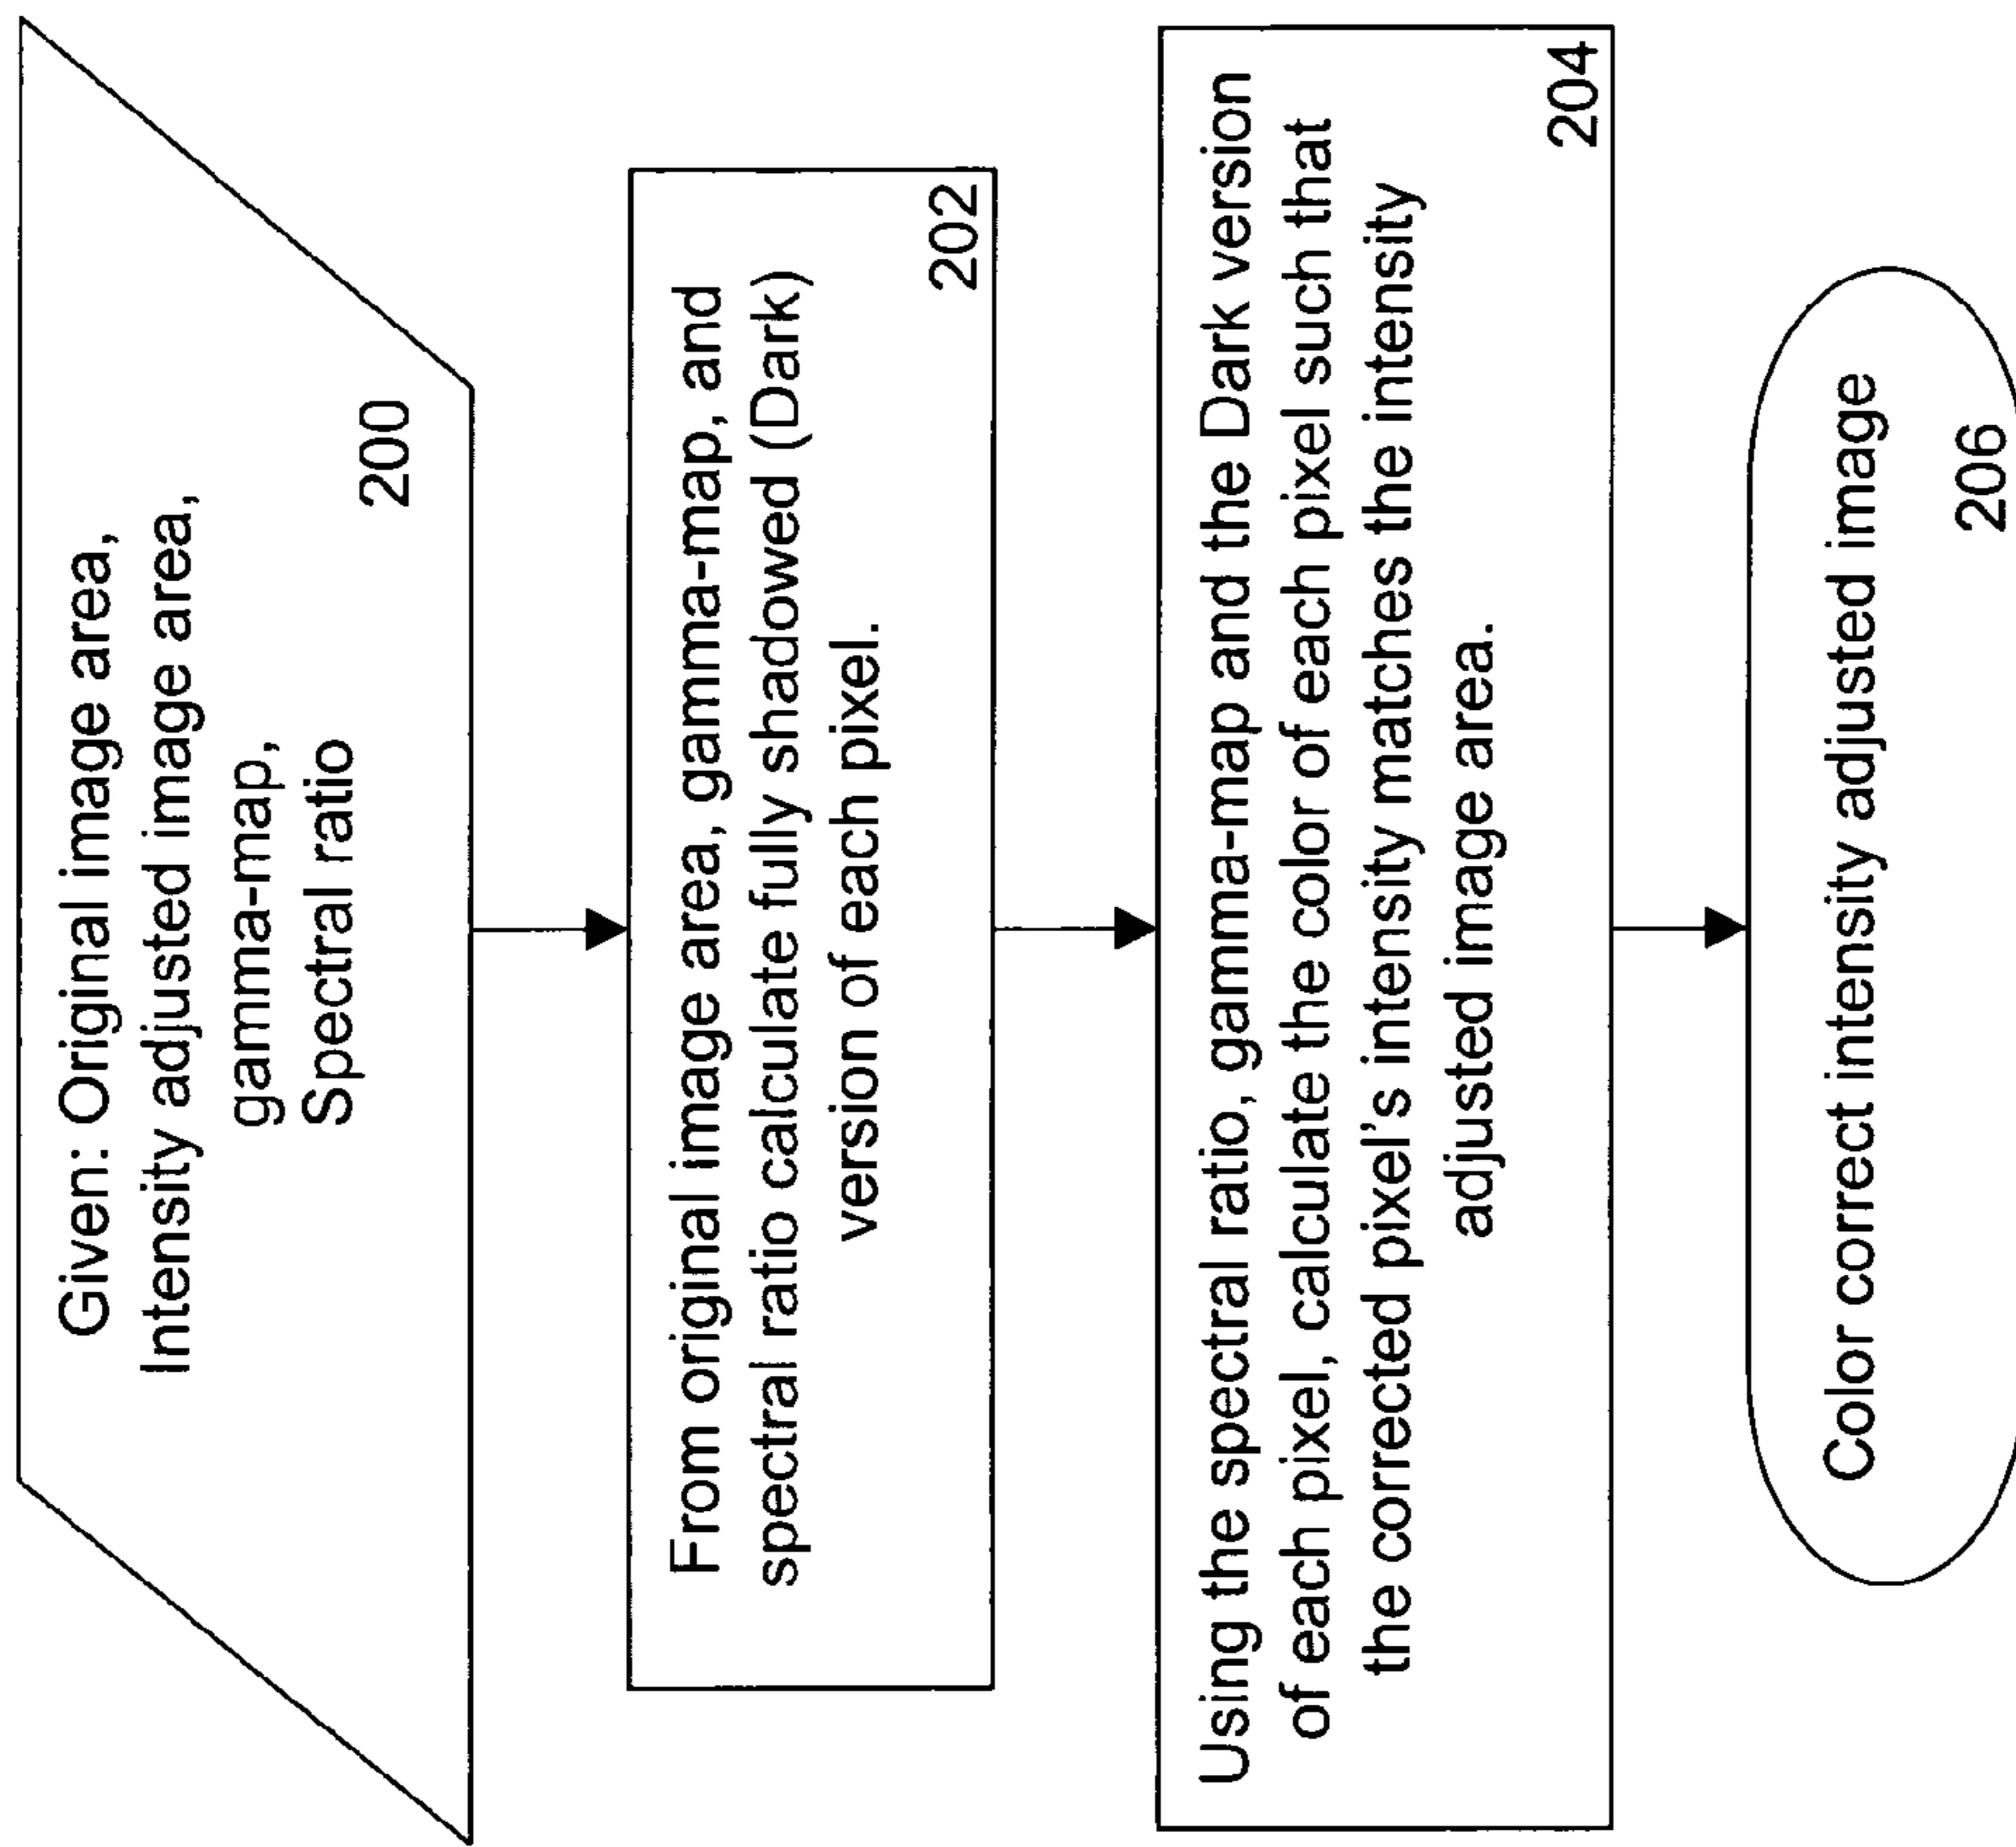 Given: Original image area,
Intensity adjusted image area,
gamma-map,
Spectral ratio
200
From original image area, gamma-map, and
spectral ratio calculate fully shadowed (Dark)
version of each pixel.
202
Using the spectral ratio, gamma-map and the Dark version
of each pixel, calculate the color of each pixel such that
the corrected pixel's intensity matches the intensity
adjusted image area.
204
Color correct intensity adjusted image
206